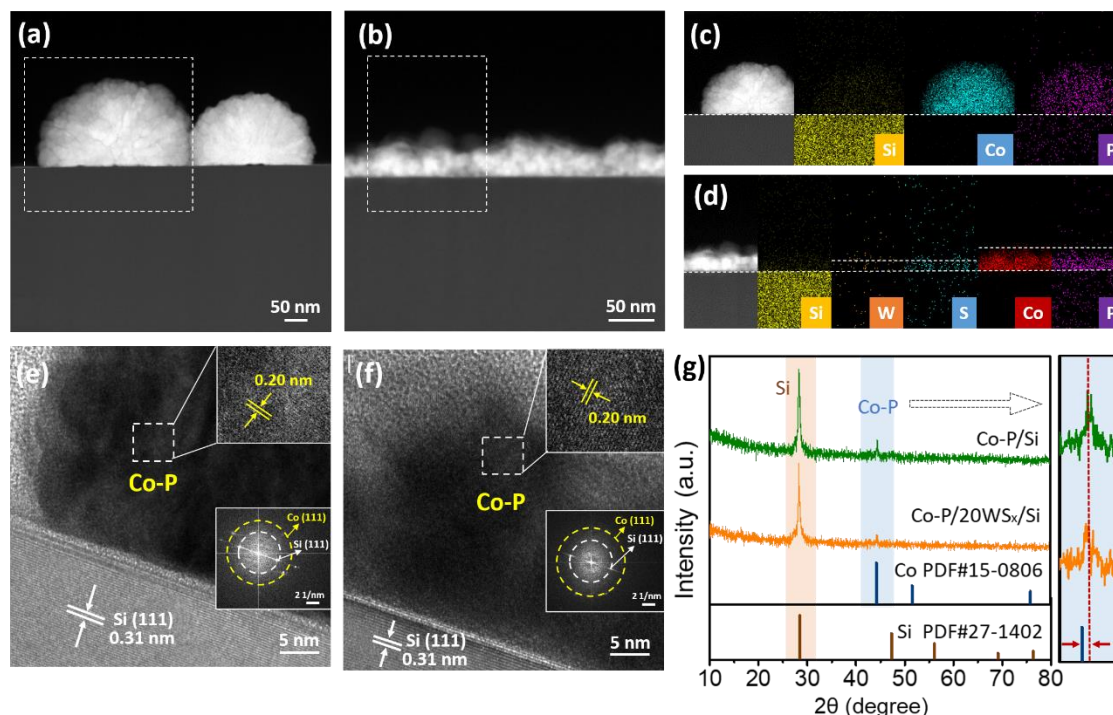 (a)
50 nm
(b)
50 nm
(c)
Si
Co
P
(d)
Si
W
S
Co
P
(e)
0.20 nm
Co-P
Co (111)
Si (111)
2 1/nm
Si (111)
0.31 nm
5 nm
(f)
0.20 nm
Co-P
Co (111)
Si (111)
2 1/nm
Si (111)
0.31 nm
5 nm
(g)
Si
Co-P
Co-P/Si
Co-P/20WSₓ/Si
Co PDF#15-0806
Si PDF#27-1402
Intensity (a.u.)
10 20 30 40 50 60 70 80
2θ (degree)